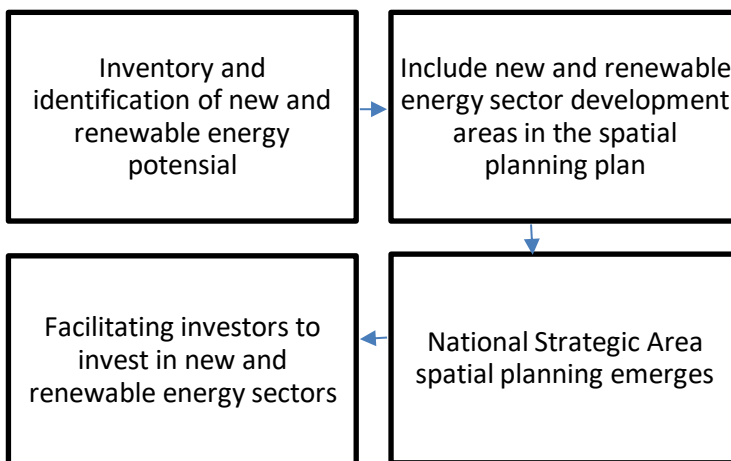 Inventory and
identification of new and
renewable energy
potensial
Include new and renewable
energy sector development
areas in the spatial
planning plan
National Strategic Area
spatial planning emerges
Facilitating investors to
invest in new and
renewable energy sectors